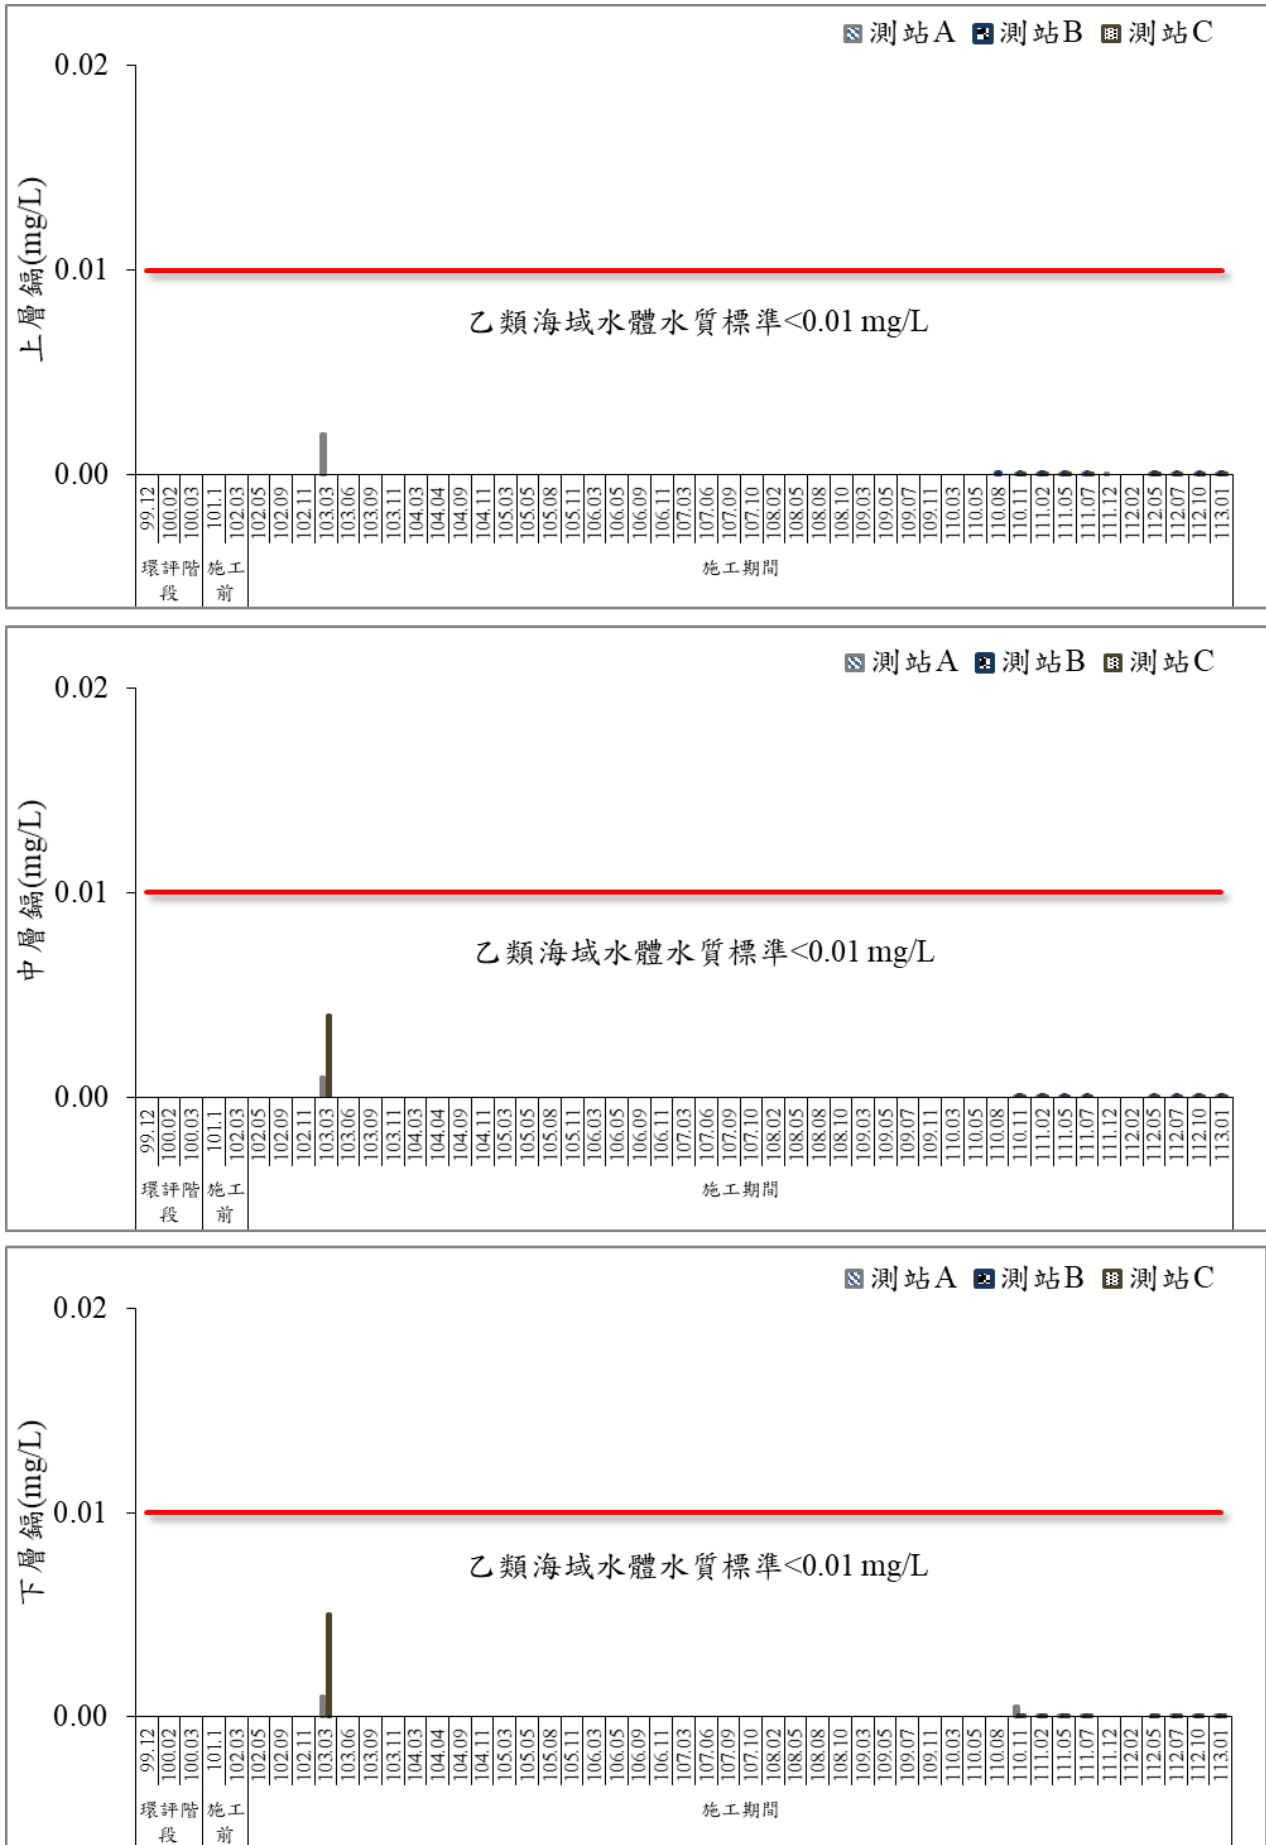 測站A 測站B 測站C
上層鎘(mg/L)
0.02
0.01
乙類海域水體水質標準<0.01 mg/L
0.00
99.12 100.02 100.03 101.1 102.03 102.05 102.09 102.11 103.03 103.06 103.09 103.11 104.03 104.04 104.09 104.11 105.03 105.05 105.08 105.11 106.03 106.05 106.09 106.11 107.03 107.06 107.09 107.10 108.02 108.05 108.08 108.10 109.03 109.05 109.07 109.11 110.03 110.05 110.08 110.11 111.02 111.05 111.07 111.12 112.02 112.05 112.07 112.10 113.01
環評階段 施工前 施工期間
測站A 測站B 測站C
中層鎘(mg/L)
0.02
0.01
乙類海域水體水質標準<0.01 mg/L
0.00
99.12 100.02 100.03 101.1 102.03 102.05 102.09 102.11 103.03 103.06 103.09 103.11 104.03 104.04 104.09 104.11 105.03 105.05 105.08 105.11 106.03 106.05 106.09 106.11 107.03 107.06 107.09 107.10 108.02 108.05 108.08 108.10 109.03 109.05 109.07 109.11 110.03 110.05 110.08 110.11 111.02 111.05 111.07 111.12 112.02 112.05 112.07 112.10 113.01
環評階段 施工前 施工期間
測站A 測站B 測站C
下層鎘(mg/L)
0.02
0.01
乙類海域水體水質標準<0.01 mg/L
0.00
99.12 100.02 100.03 101.1 102.03 102.05 102.09 102.11 103.03 103.06 103.09 103.11 104.03 104.04 104.09 104.11 105.03 105.05 105.08 105.11 106.03 106.05 106.09 106.11 107.03 107.06 107.09 107.10 108.02 108.05 108.08 108.10 109.03 109.05 109.07 109.11 110.03 110.05 110.08 110.11 111.02 111.05 111.07 111.12 112.02 112.05 112.07 112.10 113.01
環評階段 施工前 施工期間